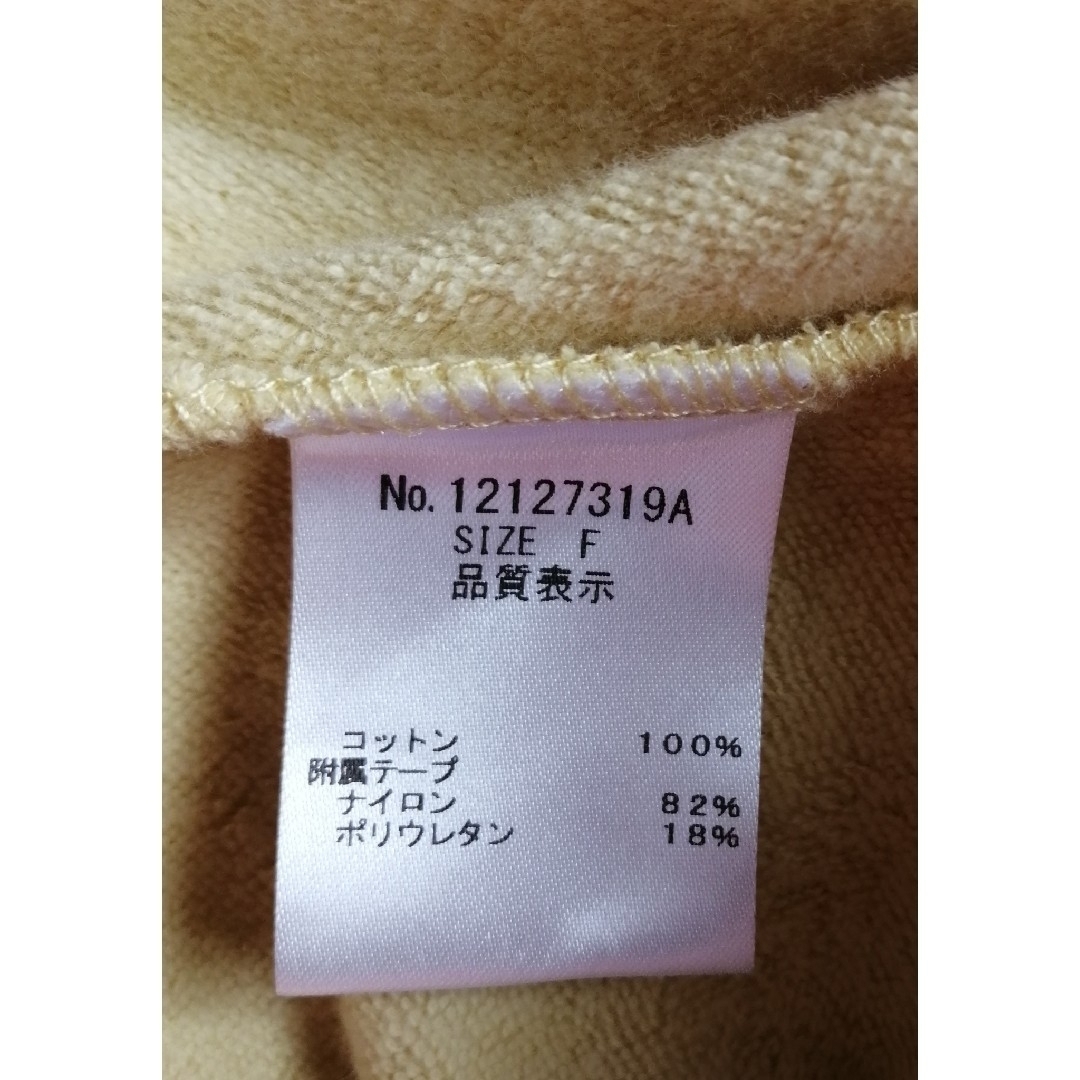 No. 12127319A
SIZE F
品質表示
コットン 100%
附属テープ
ナイロン 82%
ポリウレタン 18%